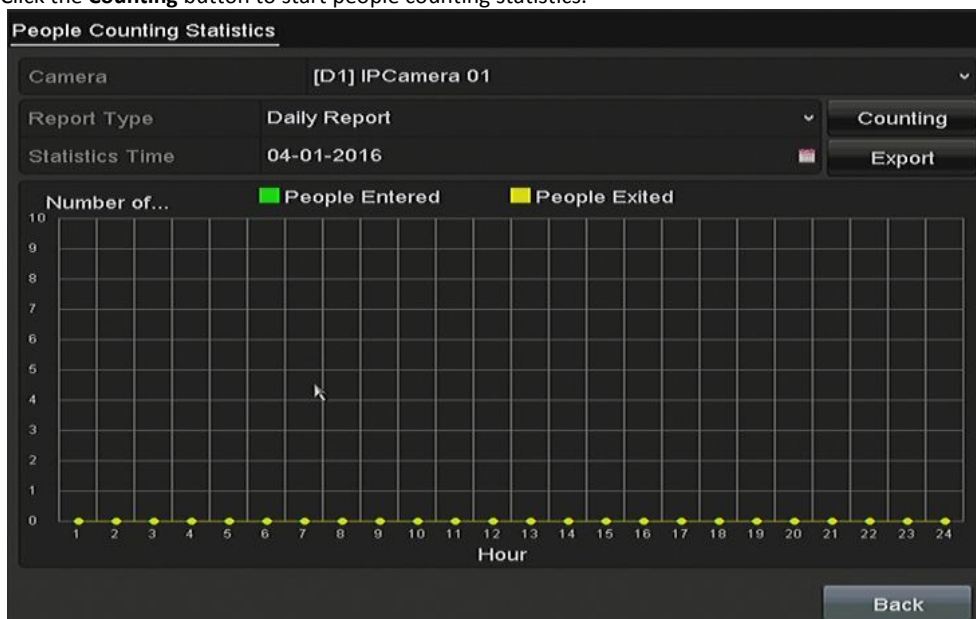 Click the Counting button to start people counting statistics.
People Counting Statistics
Camera [D1] IPCamera 01
Report Type Daily Report Counting
Statistics Time 04-01-2016 Export
Number of... People Entered People Exited
10
9
8
7
6
5
4
3
2
1
0
1 2 3 4 5 6 7 8 9 10 11 12 13 14 15 16 17 18 19 20 21 22 23 24
Hour
Back